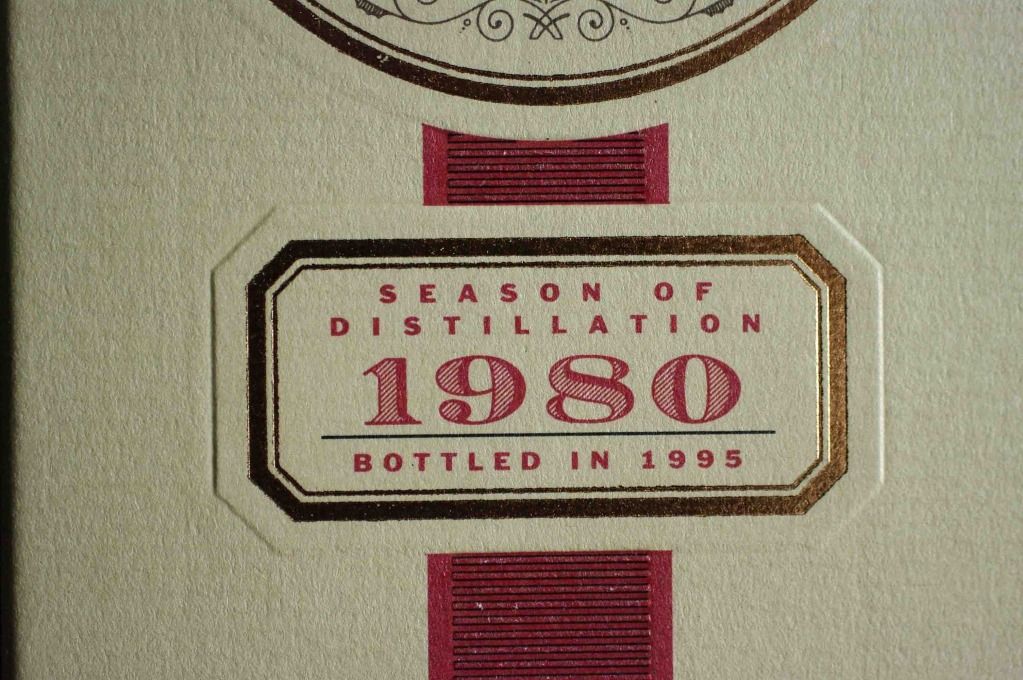 SEASON OF
DISTILLATION
1980
BOTTLED IN 1995